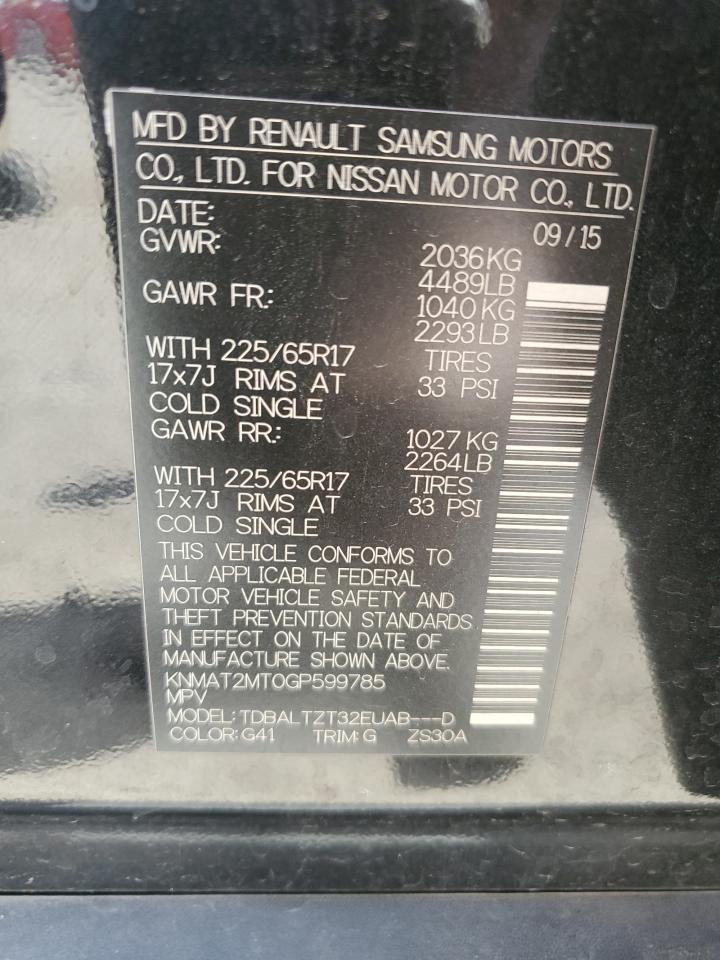 MFD BY RENAULT SAMSUNG MOTORS
CO., LTD. FOR NISSAN MOTOR CO., LTD.
DATE: 09/15
GVWR: 2036KG
4489LB
GAWR FR.: 1040KG
2293LB
WITH 225/65R17 TIRES
17x7J RIMS AT 33 PSI
COLD SINGLE
GAWR RR.: 1027KG
2264LB
WITH 225/65R17 TIRES
17x7J RIMS AT 33 PSI
COLD SINGLE
THIS VEHICLE CONFORMS TO
ALL APPLICABLE FEDERAL
MOTOR VEHICLE SAFETY AND
THEFT PREVENTION STANDARDS
IN EFFECT ON THE DATE OF
MANUFACTURE SHOWN ABOVE.
KNMAT2MT0GP599785
MPV
MODEL: TDBALTZT32EUAB---D
COLOR: G41 TRIM: G ZS30A